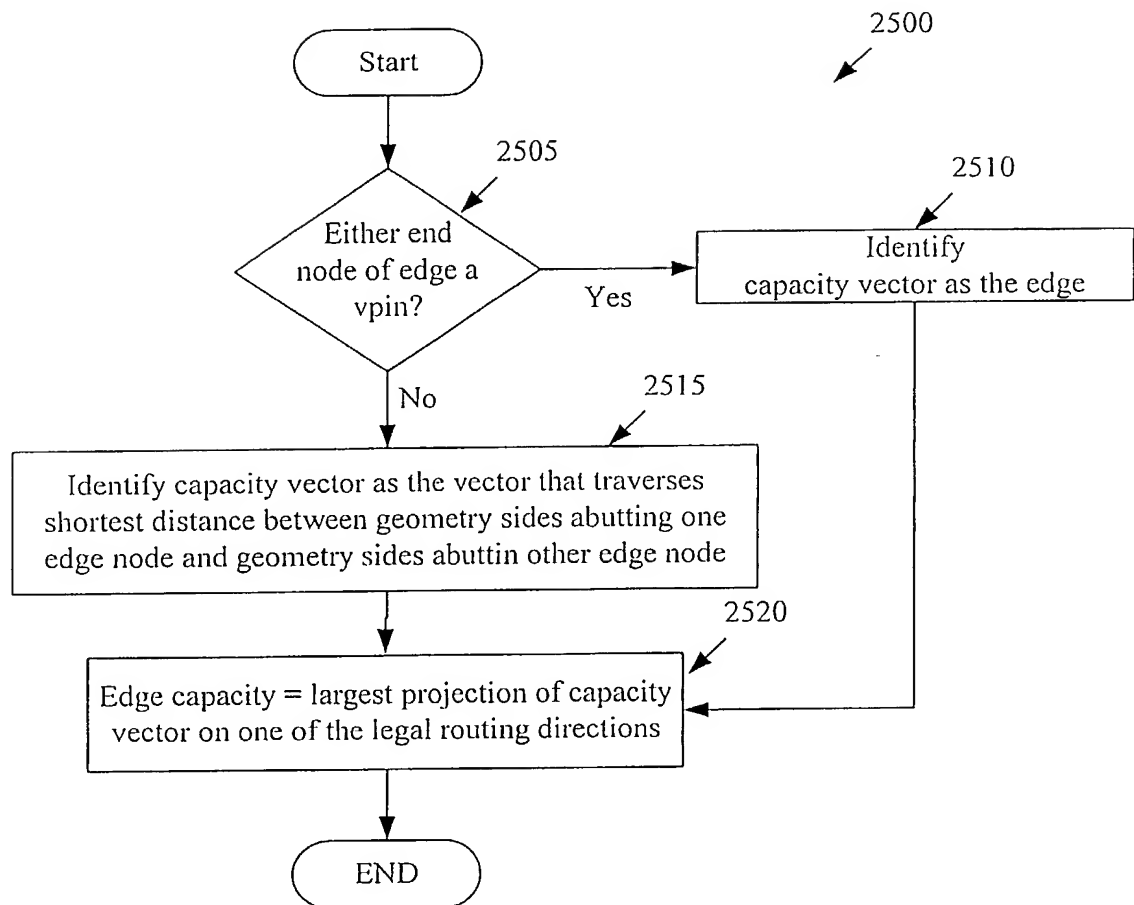 2500
Start
2505
Either end
node of edge a
vpin?
Yes
2510
Identify
capacity vector as the edge
No
2515
Identify capacity vector as the vector that traverses
shortest distance between geometry sides abutting one
edge node and geometry sides abuttin other edge node
2520
Edge capacity = largest projection of capacity
vector on one of the legal routing directions
END